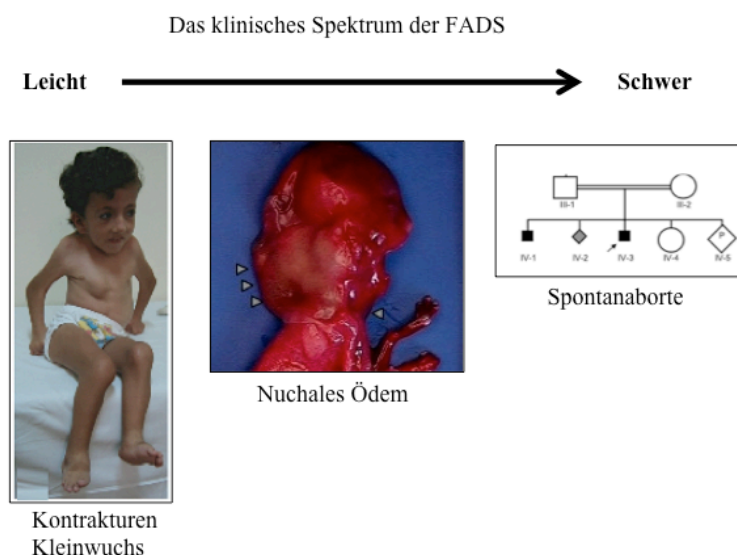 Das klinisches Spektrum der FADS
Leicht
Schwer
III-1
III-2
P
IV-1
IV-2
IV-3
IV-4
IV-5
Spontanaborte
Nuchales Ödem
Kontrakturen
Kleinwuchs